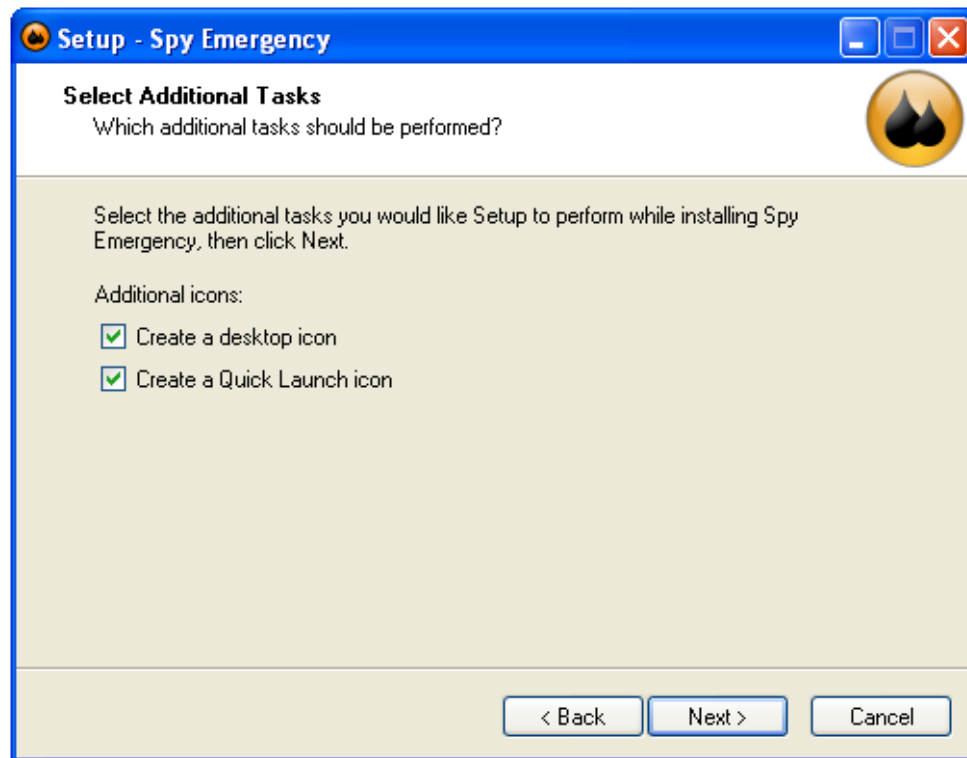 Setup - Spy Emergency
Select Additional Tasks
Which additional tasks should be performed?
Select the additional tasks you would like Setup to perform while installing Spy
Emergency, then click Next.
Additional icons:
Create a desktop icon
Create a Quick Launch icon
< Back
Next >
Cancel